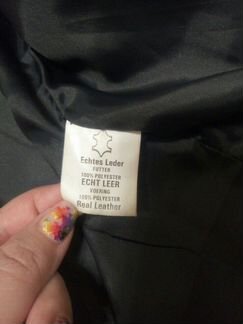 Echtes Leder
FUTTER
100% POLYESTER
ECHT LEER
VOERING
100% POLYESTER
Real Leather